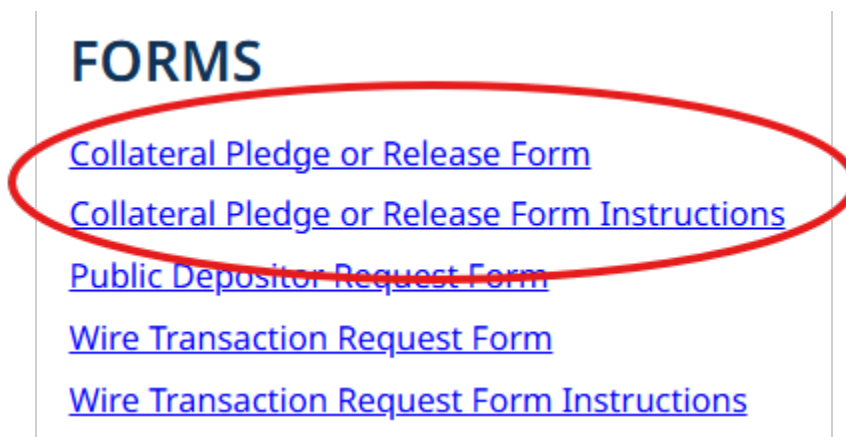 FORMS
Collateral Pledge or Release Form
Collateral Pledge or Release Form Instructions
Public Depositor Request Form
Wire Transaction Request Form
Wire Transaction Request Form Instructions